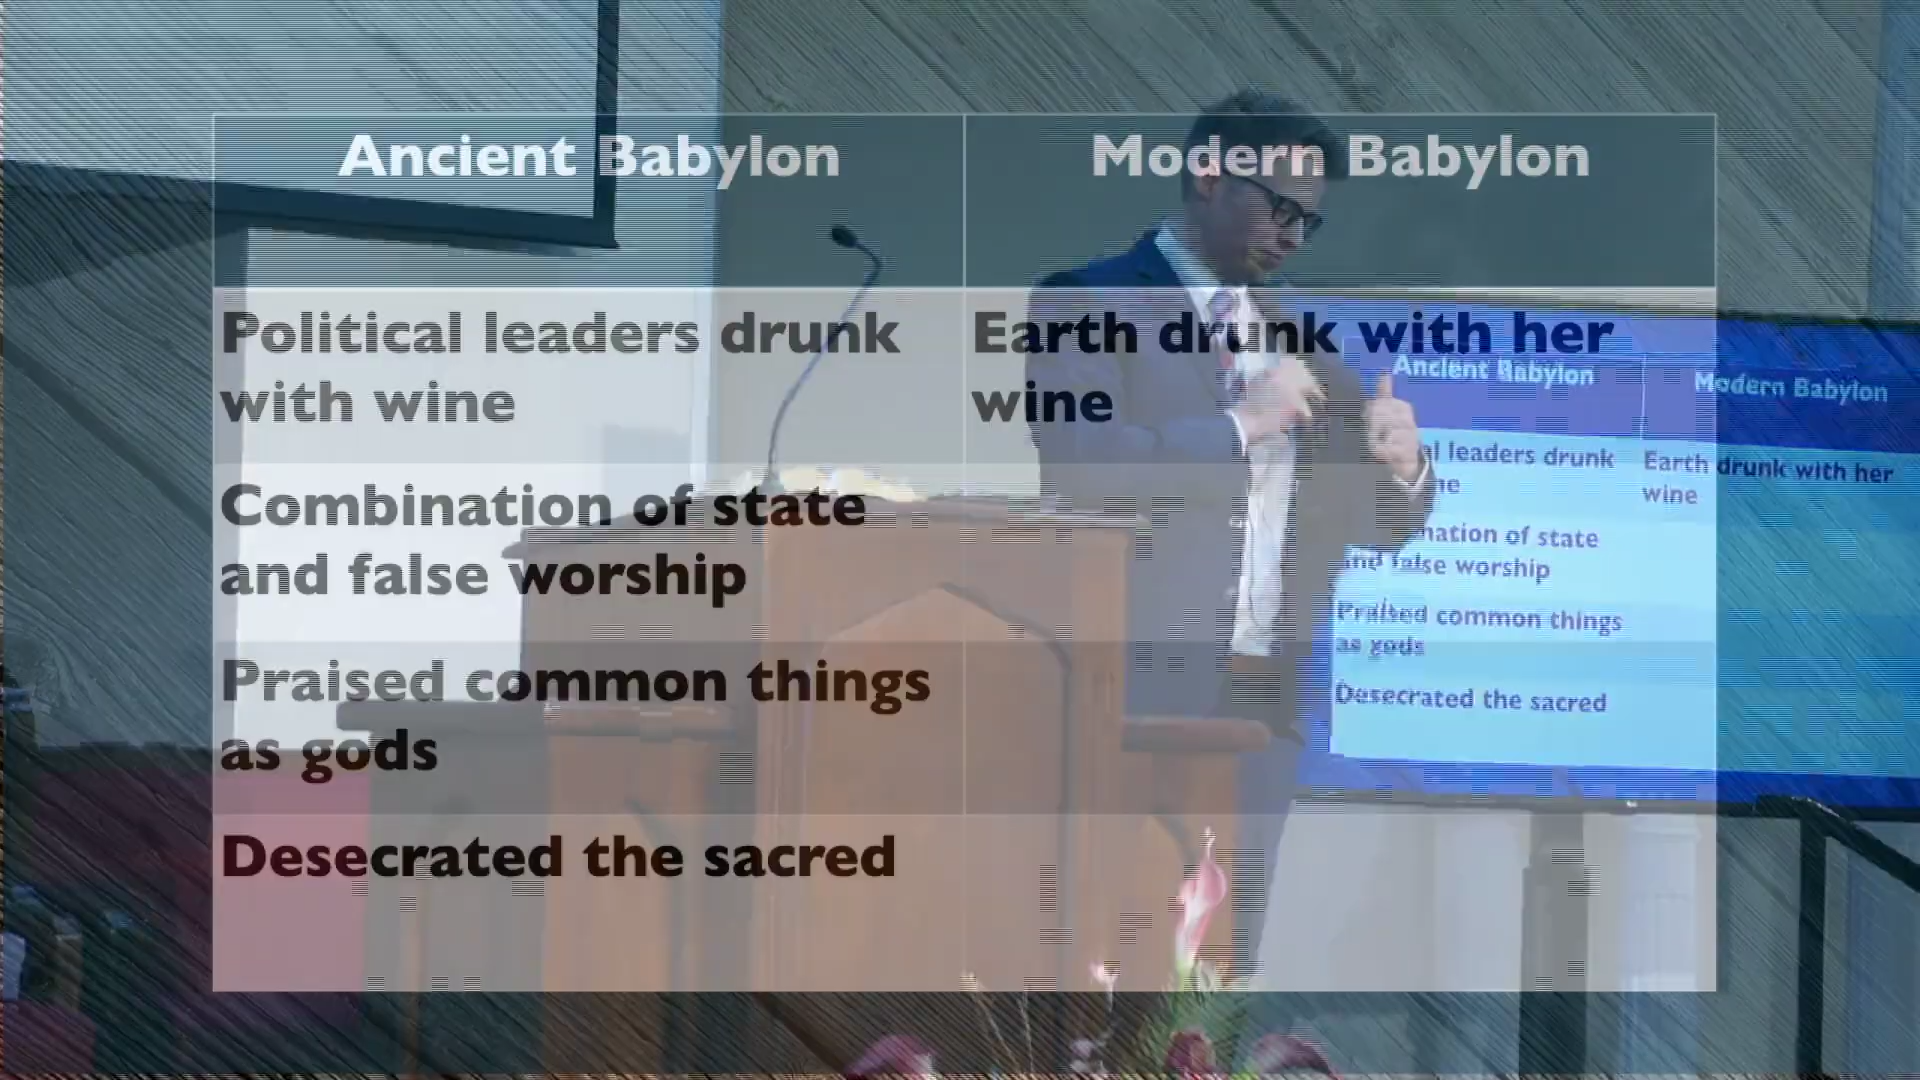 Ancient Babylon
Modern Babylon
Political leaders drunk
with wine
Earth drunk with her
wine
Combination of state
and false worship
Praised common things
as gods
Desecrated the sacred
Ancient Babylon
Modern Babylon
leaders drunk
Earth drunk with her
wine
of state
and false worship
Praised common things
as gods
Desecrated the sacred